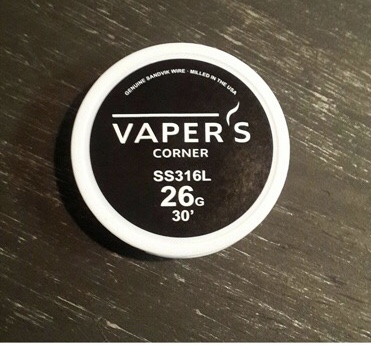 GENUINE SANDVIK WIRE · MILLED IN THE USA
VAPER'S
CORNER
SS316L
26G
30'